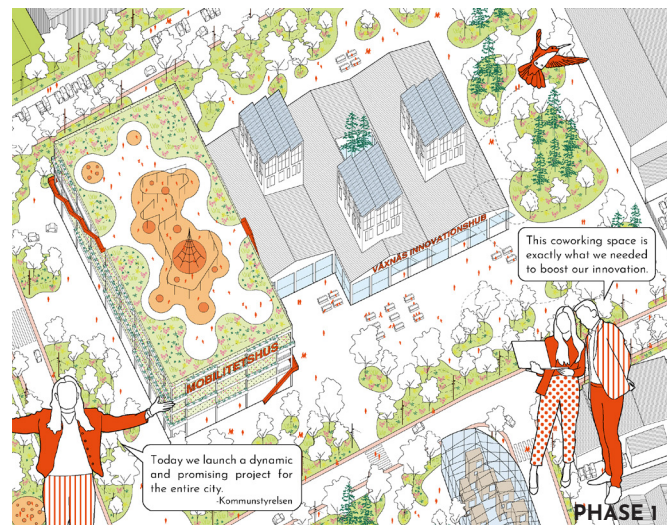 VÄXNÄS INNOVATIONSHUB
This coworking space is
exactly what we needed
to boost our innovation.
MOBILITETSHUS
Today we launch a dynamic
and promising project for
the entire city.
-Kommunstyrelsen
PHASE 1